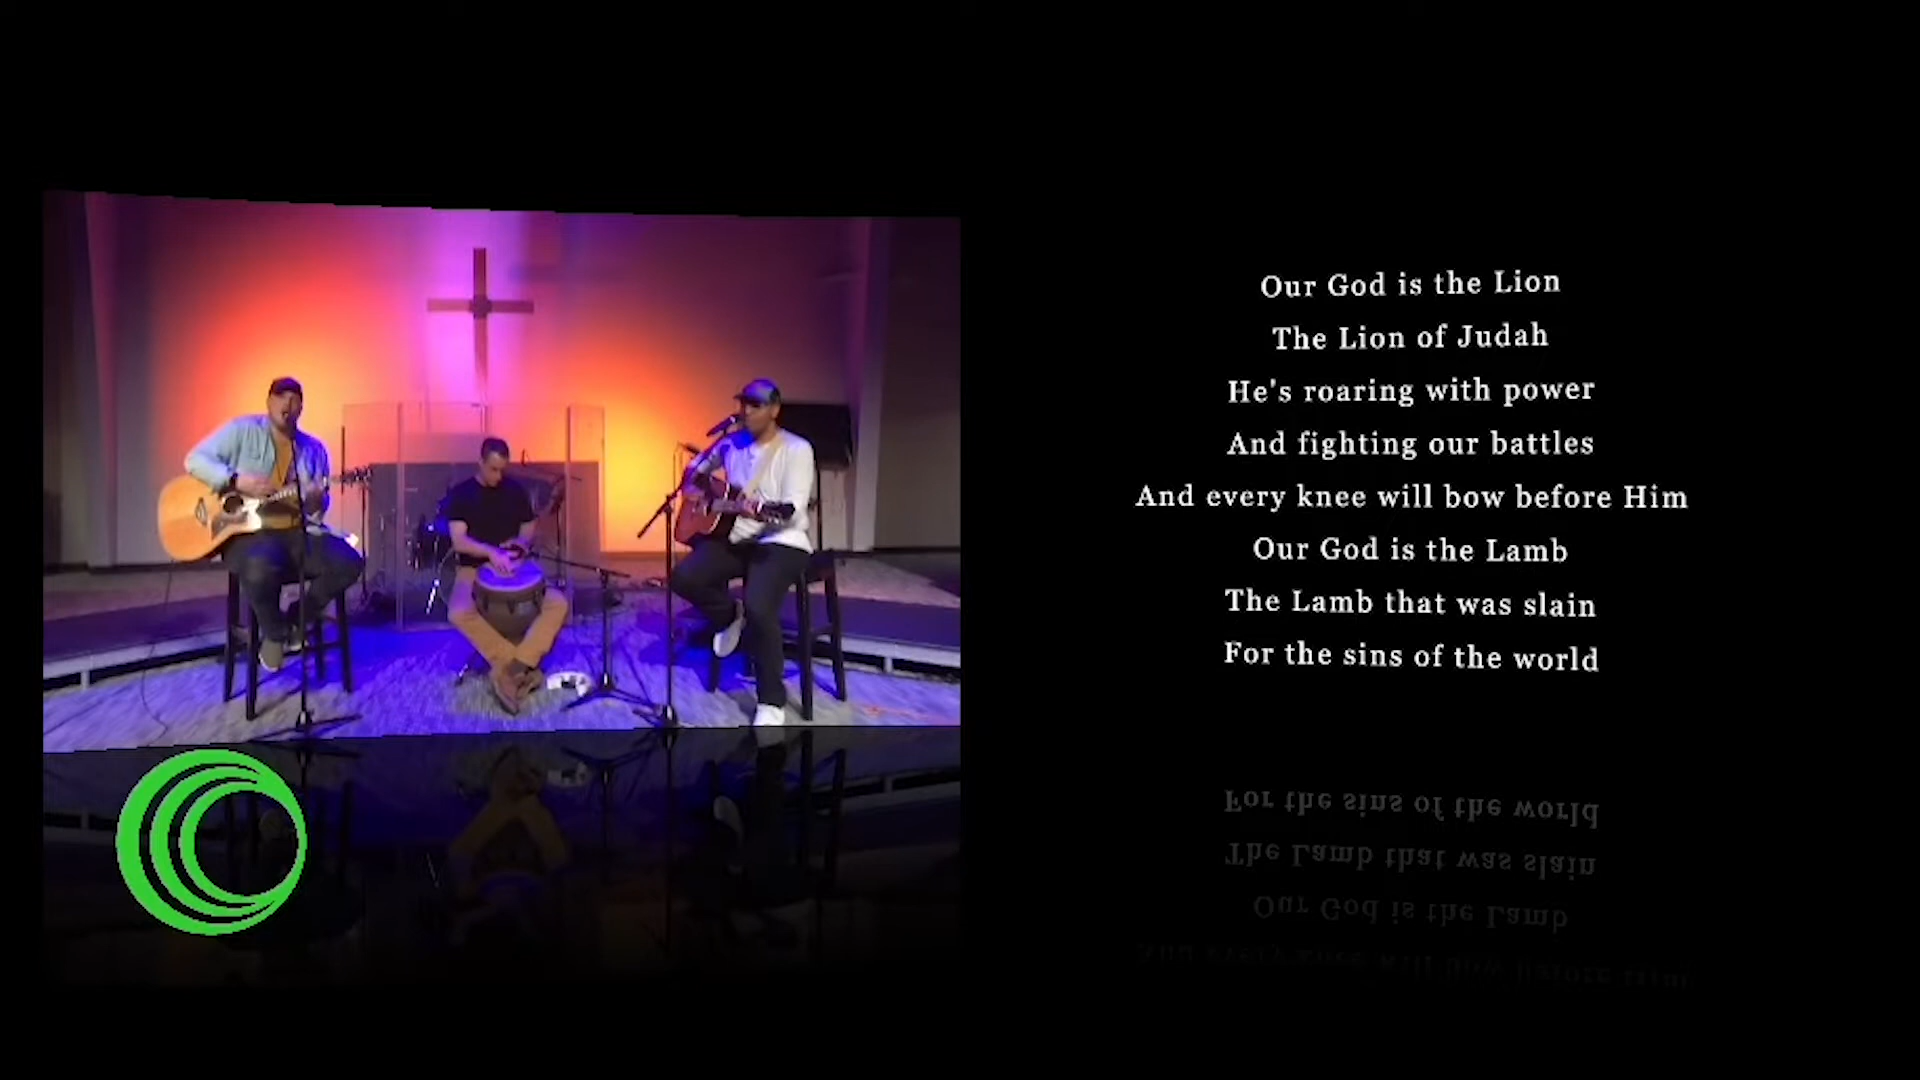 Our God is the Lion
The Lion of Judah
He's roaring with power
And fighting our battles
And every knee will bow before Him
Our God is the Lamb
The Lamb that was slain
For the sins of the world